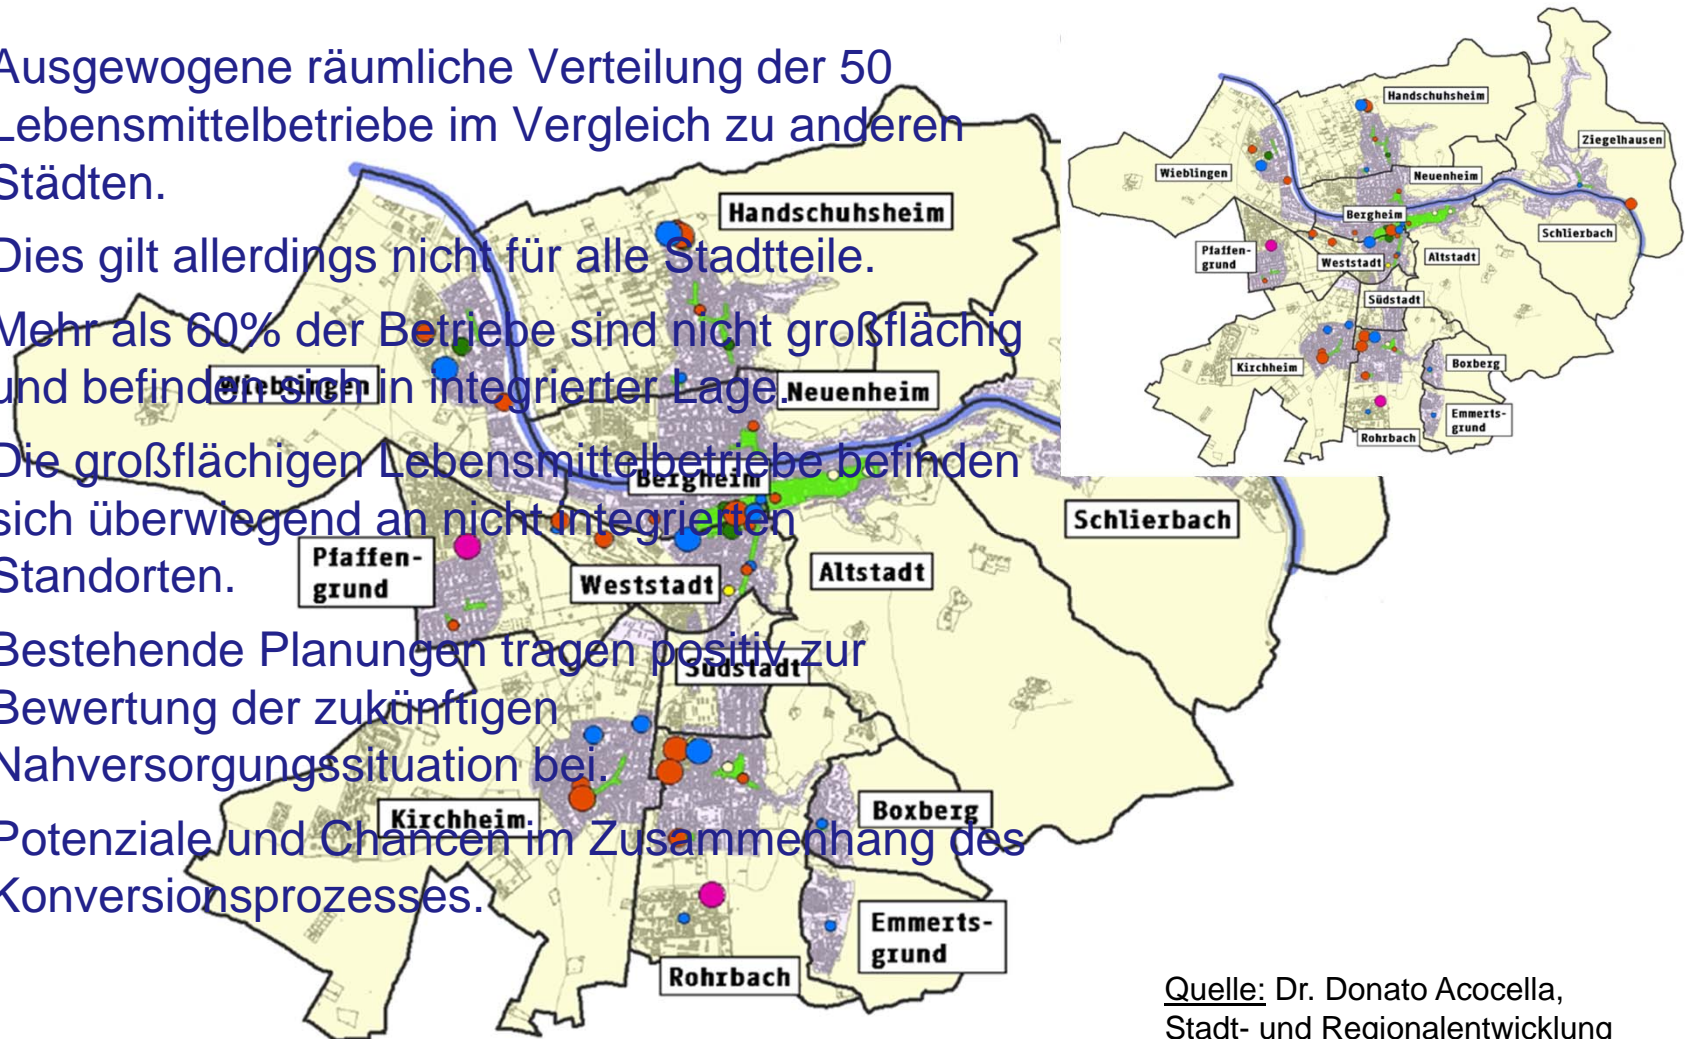 Ausgewogene räumliche Verteilung der 50
Lebensmittelbetriebe im Vergleich zu anderen
Städten.
Dies gilt allerdings nicht für alle Stadtteile.
Mehr als 60% der Betriebe sind nicht großflächig
und befinden sich in integrierter Lage.
Die großflächigen Lebensmittelbetriebe befinden
sich überwiegend an nicht integrierten
Standorten.
Bestehende Planungen tragen positiv zur
Bewertung der zukünftigen
Nahversorgungssituation bei.
Potenziale und Chancen im Zusammenhang des
Konversionsprozesses.
Handschuhsheim
Wieblingen
Neuenheim
Bergheim
Schlierbach
Pfaffen-
grund
Weststadt
Altstadt
Südstadt
Kirchheim
Boxberg
Emmerts-
grund
Rohrbach
Handschuhsheim
Ziegelhausen
Wieblingen
Neuenheim
Bergheim
Schlierbach
Pfaffen-
grund
Weststadt
Altstadt
Südstadt
Kirchheim
Boxberg
Emmerts-
grund
Rohrbach
Quelle: Dr. Donato Acocella,
Stadt- und Regionalentwicklung